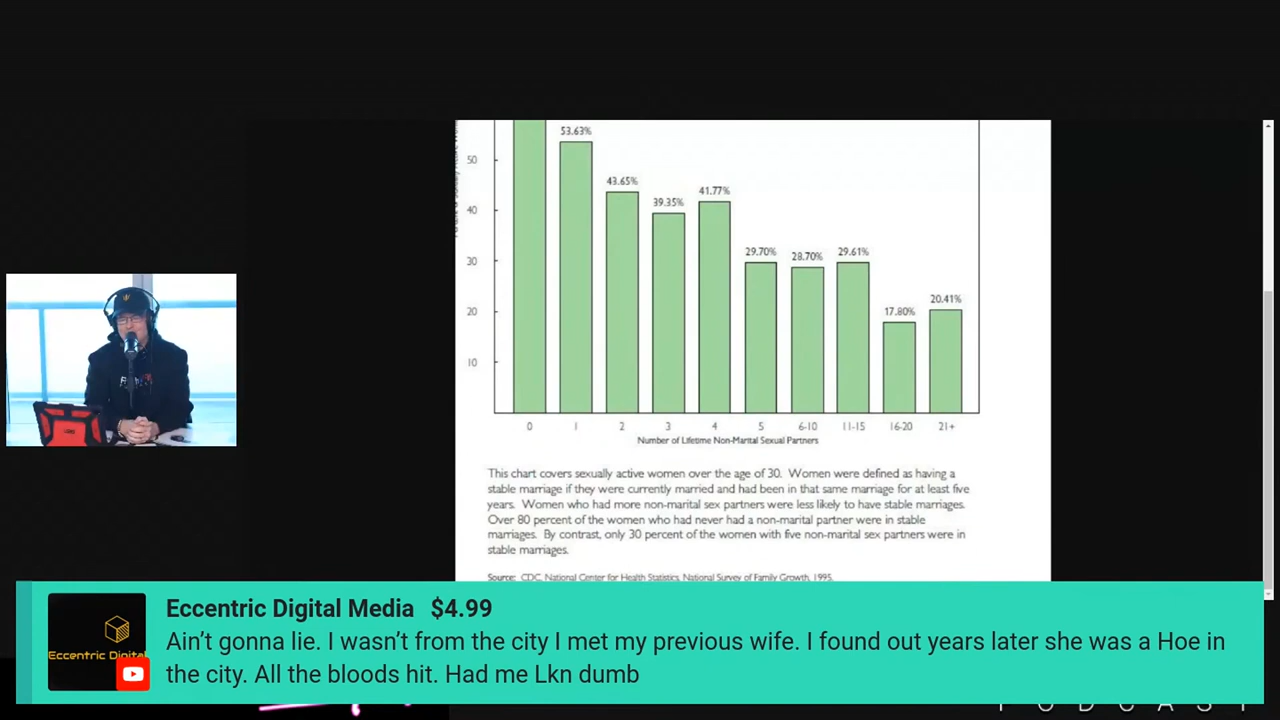 53.63%
50
43.65%
41.77%
39.35%
40
29.70%
28.70%
29.61%
30
20.41%
17.80%
20
10
0 1 2 3 4 5 6-10 11-15 16-20 21+
Number of Lifetime Non-Marital Sexual Partners
This chart covers sexually active women over the age of 30. Women were defined as having a
stable marriage if they were currently married and had been in that same marriage for at least five
years. Women who had more non-marital sex partners were less likely to have stable marriages.
Over 80 percent of the women who had never had a non-marital partner were in stable
marriages. By contrast, only 30 percent of the women with five non-marital sex partners were in
stable marriages.
Source: CDC, National Center for Health Statistics, National Survey of Family Growth, 1995.
Eccentric Digital Media $4.99
Ain't gonna lie. I wasn't from the city I met my previous wife. I found out years later she was a Hoe in
the city. All the bloods hit. Had me Lkn dumb
Eccentric Digital
PODCAST